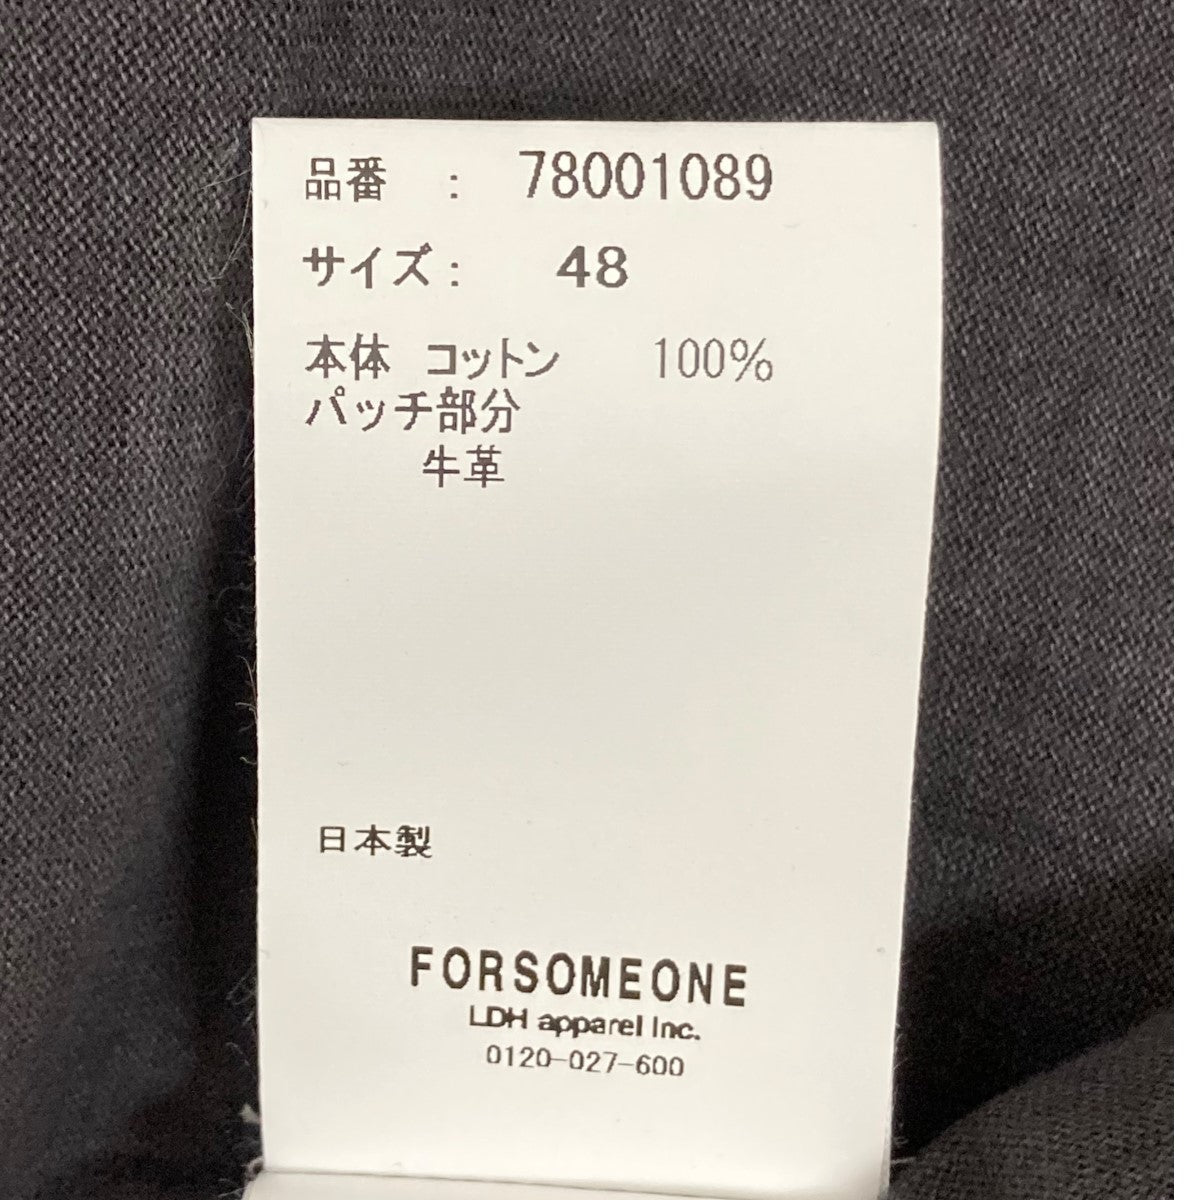 品番 : 78001089
サイズ: 48
本体 コットン 100%
パッチ部分
牛革
日本製
FORSOMEONE
LDH apparel Inc.
0120-027-600